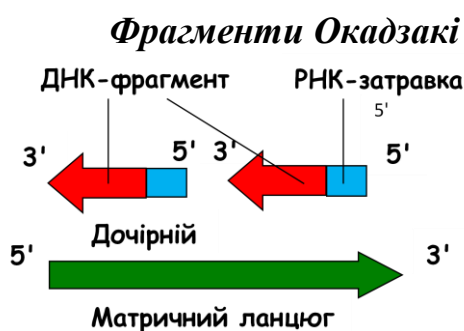 Фрагменти Окадзакі
ДНК-фрагмент РНК-затравка
5'
3' 5' 3' 5'
Дочірній
5' 3'
Матричний ланцюг